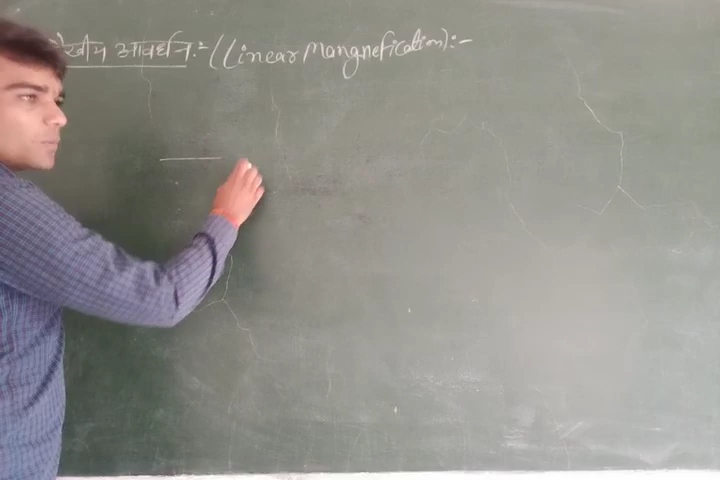 रेखीय आवर्धन :- (Linear Mangnefication) :-